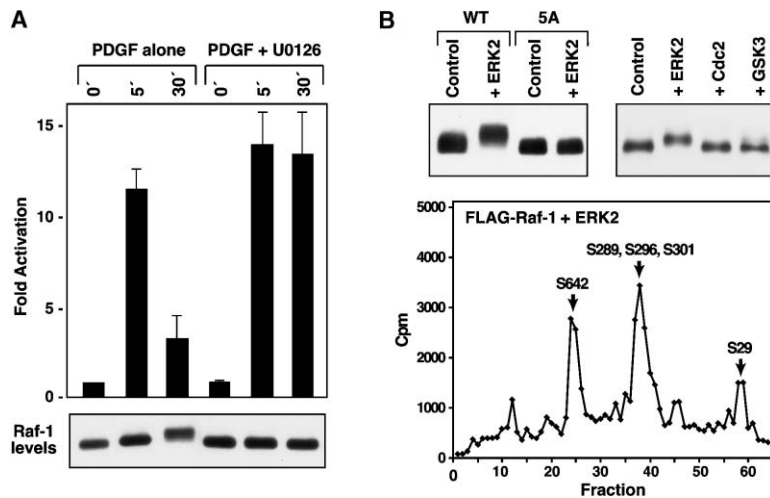 A
PDGF alone PDGF + U0126
0´ 5´ 30´ 0´ 5´ 30´
15
10
5
0
Fold Activation
Raf-1
levels
B
WT 5A
Control + ERK2 Control + ERK2 Control + ERK2 + Cdc2 + GSK3
5000
4000
3000
2000
1000
0
Cpm
FLAG-Raf-1 + ERK2
S289, S296, S301
S642
S29
0 10 20 30 40 50 60
Fraction